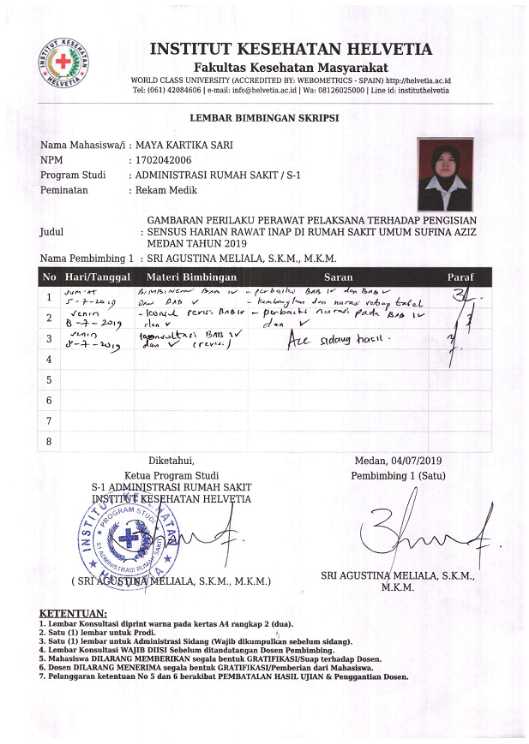 INSTITUT KESEHATAN HELVETIA
Fakultas Kesehatan Masyarakat
WORLD CLASS UNIVERSITY (ACCREDITED BY: WEBOMETRICS - SPAIN) http://helvetia.ac.id
Tel: (061) 42084606 | e-mail: info@helvetia.ac.id | Wa: 08126025000 | Line id: instituthelvetia
LEMBAR BIMBINGAN SKRIPSI
Nama Mahasiswa/i : MAYA KARTIKA SARI
NPM : 1702042006
Program Studi : ADMINISTRASI RUMAH SAKIT / S-1
Peminatan : Rekam Medik
Judul : GAMBARAN PERILAKU PERAWAT PELAKSANA TERHADAP PENGISIAN
SENSUS HARIAN RAWAT INAP DI RUMAH SAKIT UMUM SUFINA AZIZ
MEDAN TAHUN 2019
Nama Pembimbing 1 : SRI AGUSTINA MELIALA, S.K.M., M.K.M.
No Hari/Tanggal Materi Bimbingan Saran Paraf
1 Jum'at BIMBINGAN BAB IV - perbaiki BAB IV dan BAB V
5-7-2019 DAN BAB V - dan narasi tabel
2 Senin - konsul revisi BAB IV - perbaiki narasi pada BAB IV
8-7-2019 dan V dan V
3 Senin konsultasi BAB IV Acc sidang hasil.
8-7-2019 dan V (revisi)
4
5
6
7
8
Diketahui,
Ketua Program Studi
S-1 ADMINISTRASI RUMAH SAKIT
INSTITUT KESEHATAN HELVETIA
INSTITUT KESEHATAN
PROGRAM STUDI
S1 ADMINISTRASI RUMAH SAKIT
HELVETIA
( SRI AGUSTINA MELIALA, S.K.M., M.K.M.)
Medan, 04/07/2019
Pembimbing 1 (Satu)
SRI AGUSTINA MELIALA, S.K.M.,
M.K.M.
KETENTUAN:
1. Lembar Konsultasi diprint warna pada kertas A4 rangkap 2 (dua).
2. Satu (1) lembar untuk Prodi.
3. Satu (1) lembar untuk Administrasi Sidang (Wajib dikumpulkan sebelum sidang).
4. Lembar Konsultasi WAJIB DIISI Sebelum ditandatangan Dosen Pembimbing.
5. Mahasiswa DILARANG MEMBERIKAN segala bentuk GRATIFIKASI/Suap terhadap Dosen.
6. Dosen DILARANG MENERIMA segala bentuk GRATIFIKASI/Pemberian dari Mahasiswa.
7. Pelanggaran ketentuan No 5 dan 6 berakibat PEMBATALAN HASIL UJIAN & Penggantian Dosen.